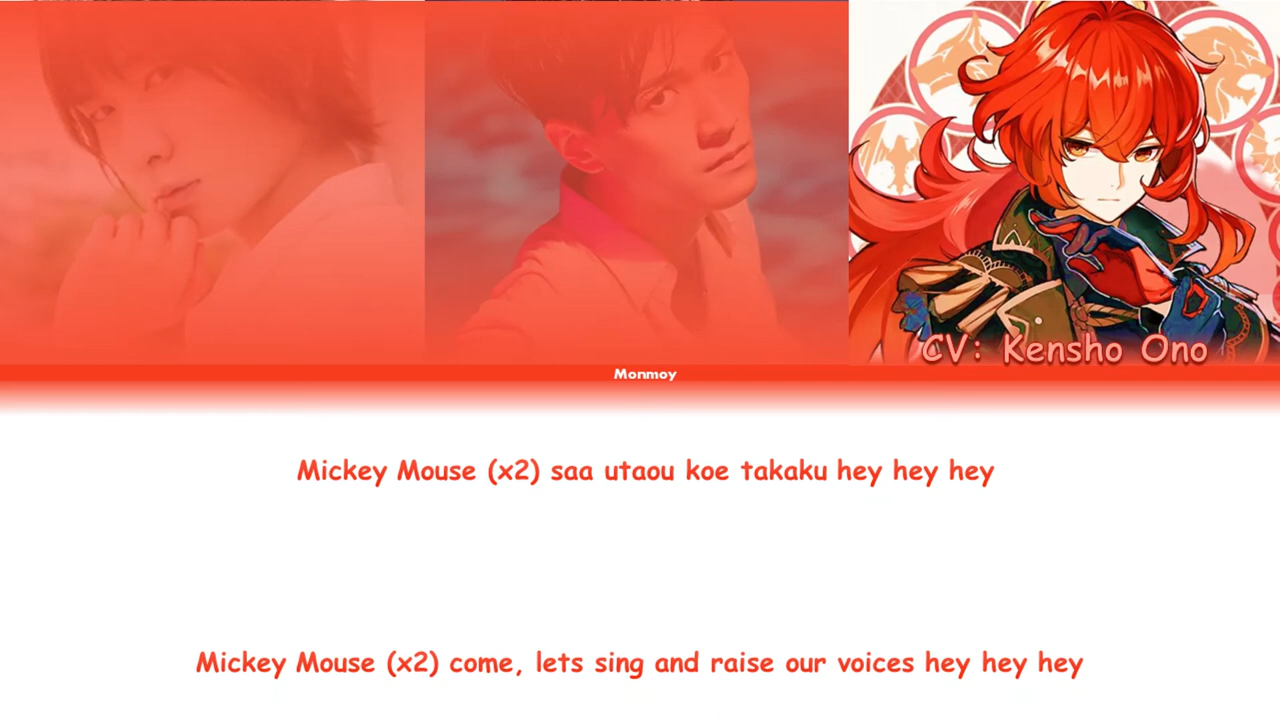 CV: Kensho Ono
Monmoy
Mickey Mouse (x2) saa utaou koe takaku hey hey hey
Mickey Mouse (x2) come, lets sing and raise our voices hey hey hey